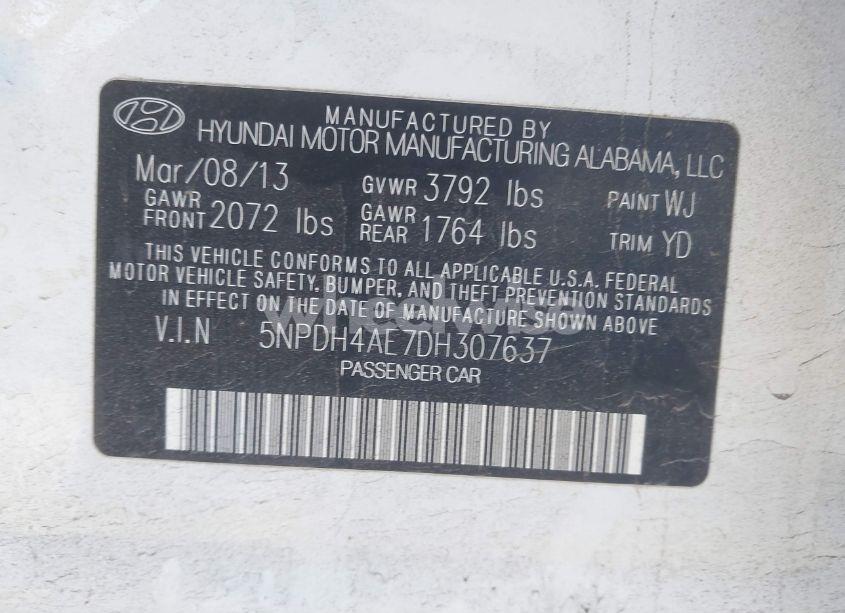 MANUFACTURED BY
HYUNDAI MOTOR MANUFACTURING ALABAMA, LLC
Mar/08/13 GVWR 3792 lbs PAINT WJ
GAWR FRONT 2072 lbs GAWR REAR 1764 lbs TRIM YD
THIS VEHICLE CONFORMS TO ALL APPLICABLE U.S.A. FEDERAL
MOTOR VEHICLE SAFETY, BUMPER, AND THEFT PREVENTION STANDARDS
IN EFFECT ON THE DATE OF MANUFACTURE SHOWN ABOVE
V.I.N 5NPDH4AE7DH307637
PASSENGER CAR